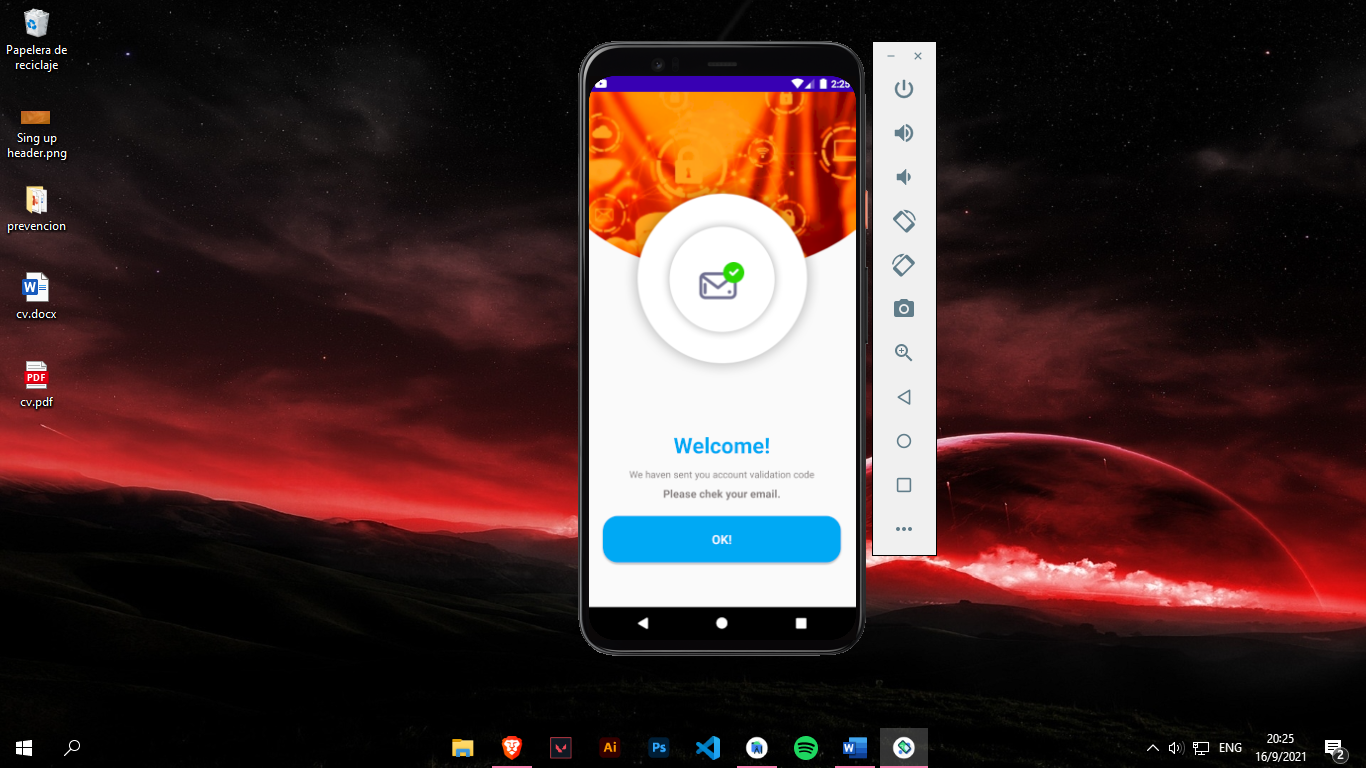 Papelera de
reciclaje
Sing up
header.png
prevencion
cv.docx
PDF
cv.pdf
2:25
Welcome!
We haven sent you account validation code
Please chek your email.
OK!
Ai
Ps
W
ENG
20:25
16/9/2021
2